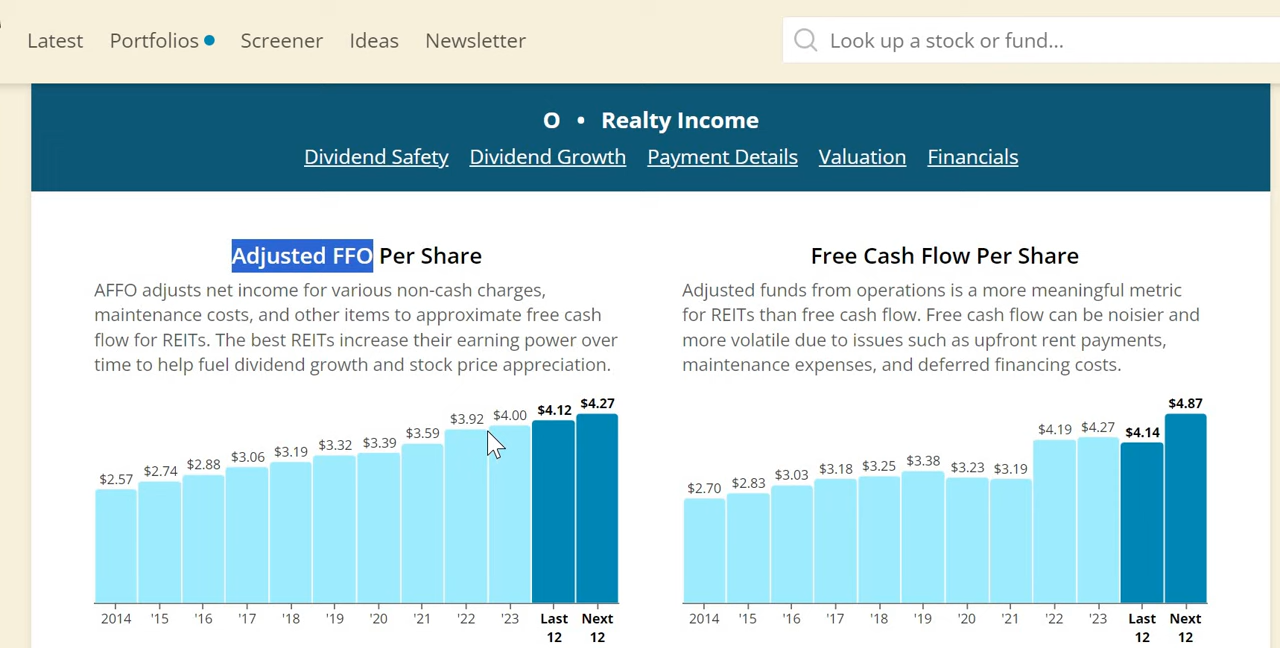 Latest Portfolios Screener Ideas Newsletter Look up a stock or fund...
O • Realty Income
Dividend Safety Dividend Growth Payment Details Valuation Financials
Adjusted FFO Per Share
AFFO adjusts net income for various non-cash charges,
maintenance costs, and other items to approximate free cash
flow for REITs. The best REITs increase their earning power over
time to help fuel dividend growth and stock price appreciation.
$2.57 $2.74 $2.88 $3.06 $3.19 $3.32 $3.39 $3.59 $3.92 $4.00 $4.12 $4.27
2014 '15 '16 '17 '18 '19 '20 '21 '22 '23 Last 12 Next 12
Free Cash Flow Per Share
Adjusted funds from operations is a more meaningful metric
for REITs than free cash flow. Free cash flow can be noisier and
more volatile due to issues such as upfront rent payments,
maintenance expenses, and deferred financing costs.
$2.70 $2.83 $3.03 $3.18 $3.25 $3.38 $3.23 $3.19 $4.19 $4.27 $4.14 $4.87
2014 '15 '16 '17 '18 '19 '20 '21 '22 '23 Last 12 Next 12